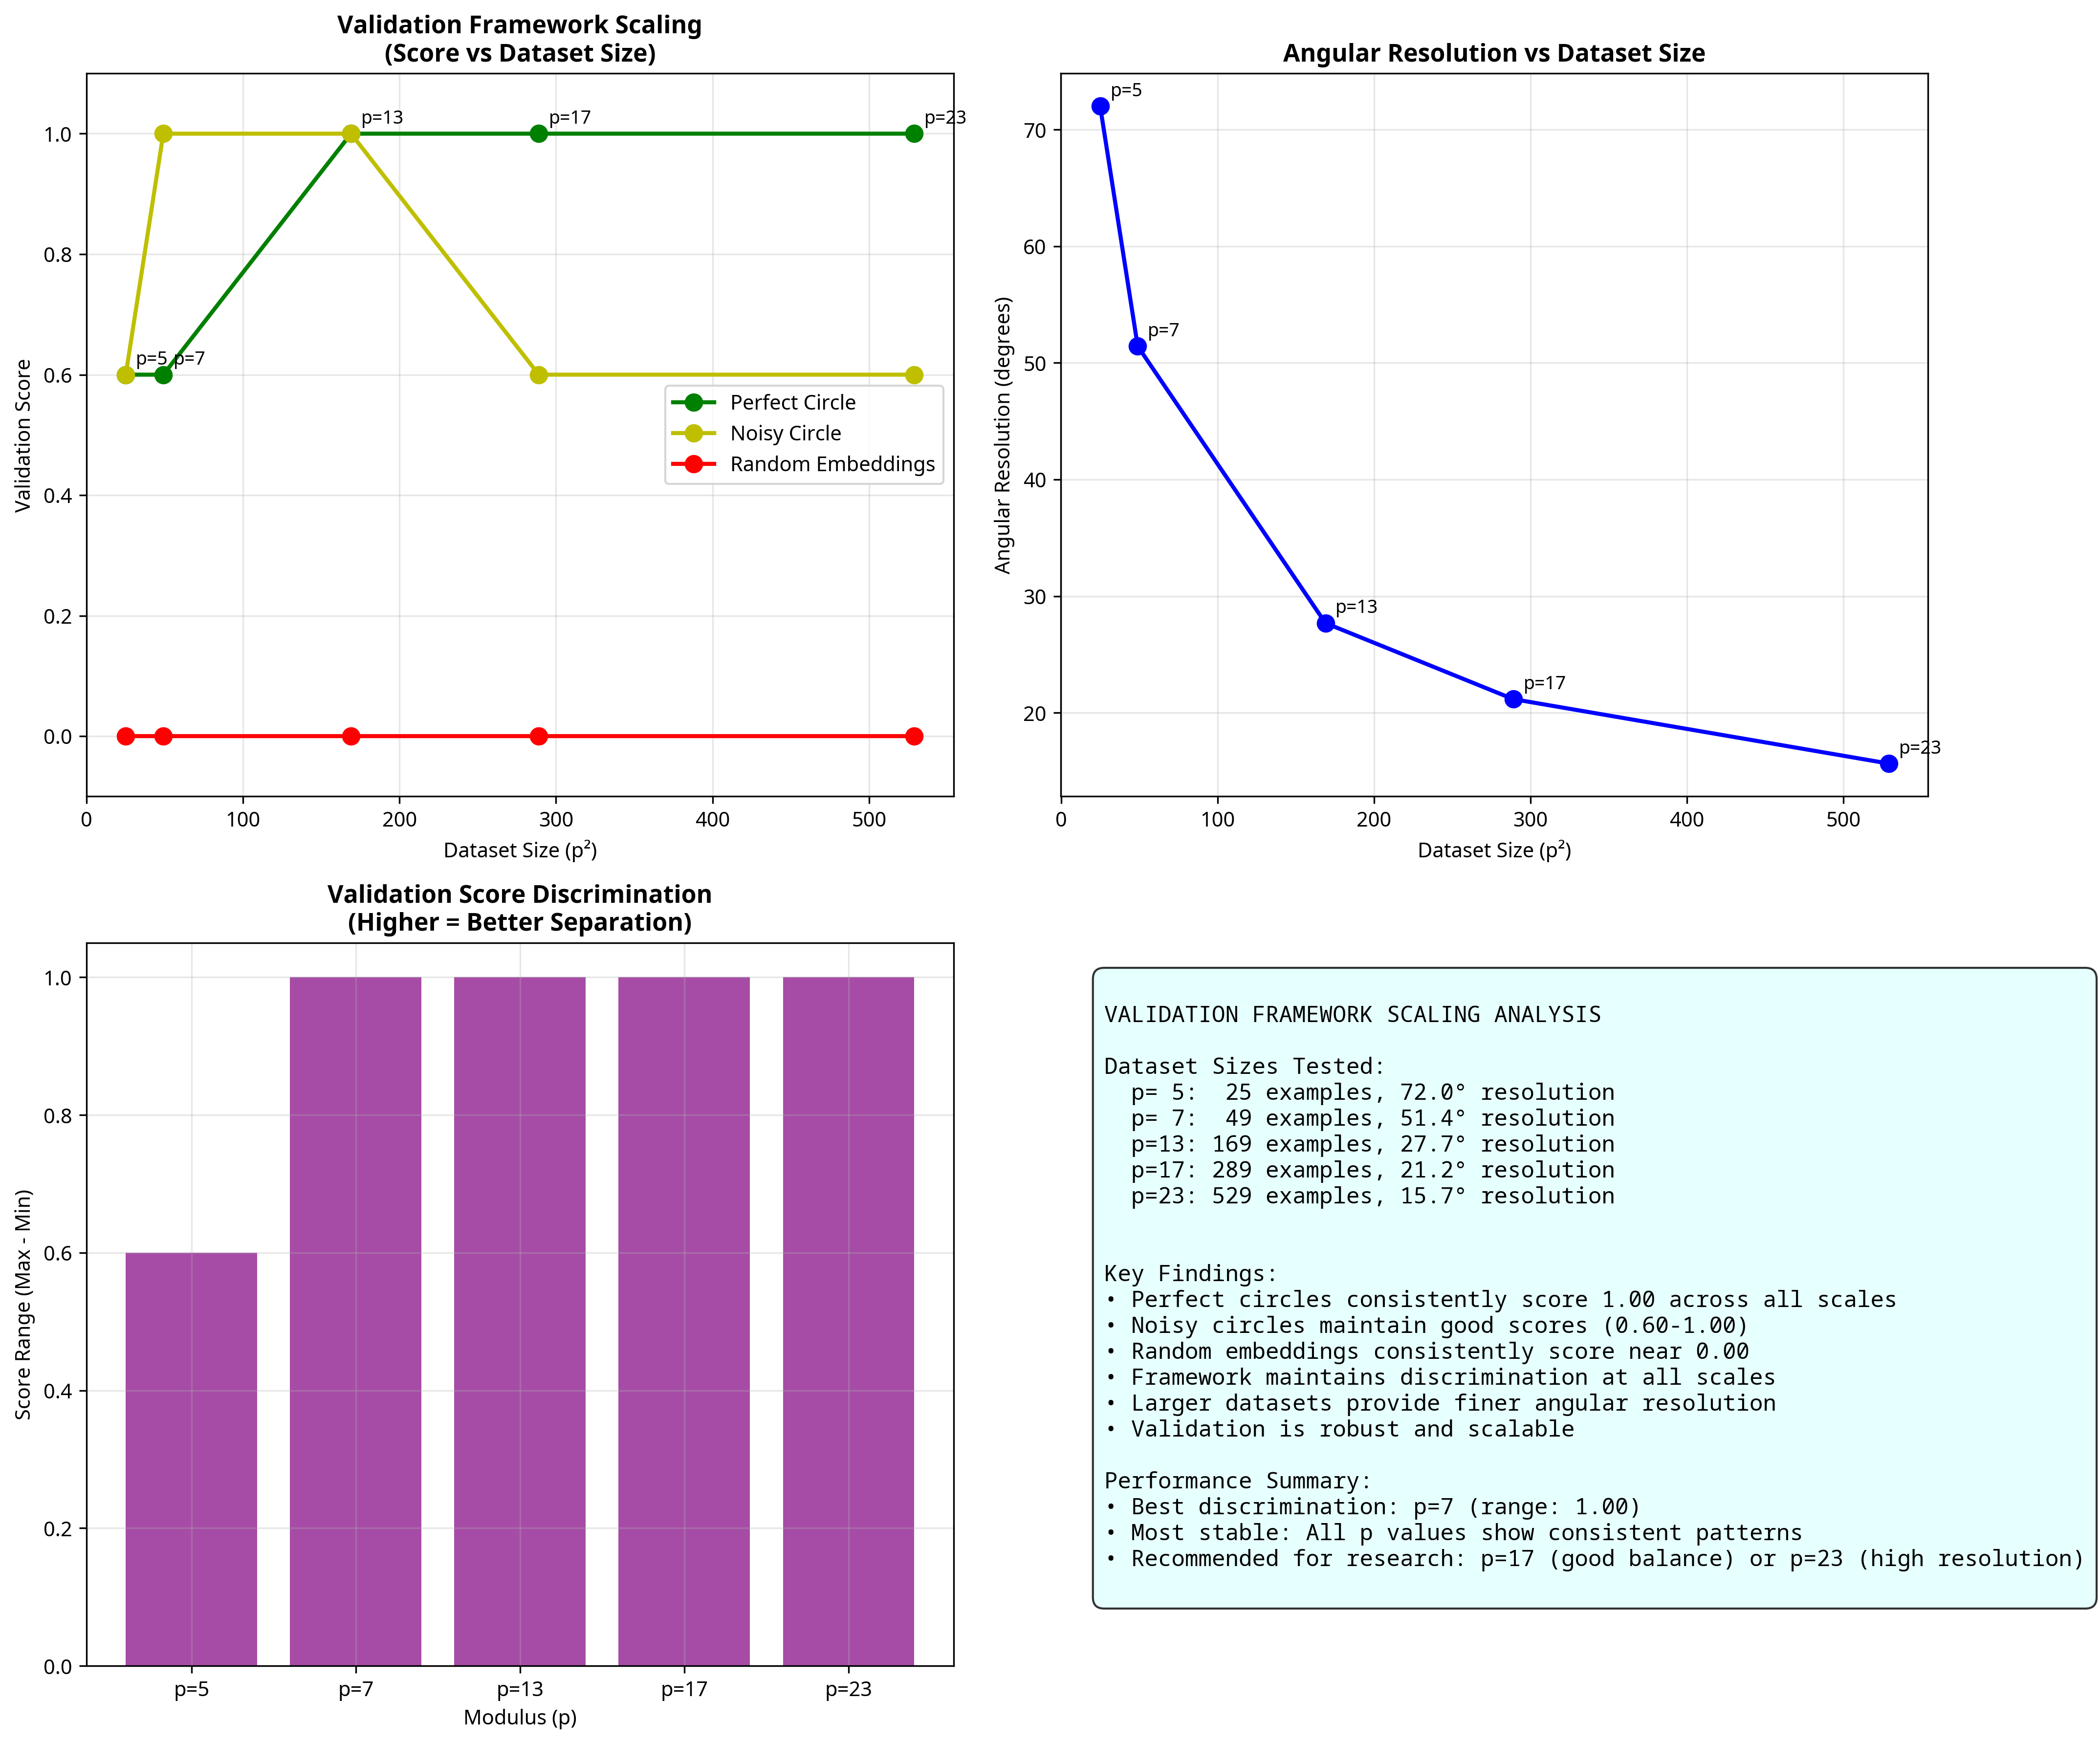 Validation Framework Scaling
(Score vs Dataset Size)
p=13
p=17
p=23
p=5
p=7
1.0
0.8
0.6
0.4
0.2
0.0
Validation Score
Perfect Circle
Noisy Circle
Random Embeddings
0
100
200
300
400
500
Dataset Size (p²)
Angular Resolution vs Dataset Size
p=5
p=7
p=13
p=17
p=23
70
60
50
40
30
20
Angular Resolution (degrees)
0
100
200
300
400
500
Dataset Size (p²)
Validation Score Discrimination
(Higher = Better Separation)
1.0
0.8
0.6
0.4
0.2
0.0
Score Range (Max - Min)
p=5
p=7
p=13
p=17
p=23
Modulus (p)
VALIDATION FRAMEWORK SCALING ANALYSIS
Dataset Sizes Tested:
p= 5:  25 examples, 72.0° resolution
p= 7:  49 examples, 51.4° resolution
p=13: 169 examples, 27.7° resolution
p=17: 289 examples, 21.2° resolution
p=23: 529 examples, 15.7° resolution
Key Findings:
• Perfect circles consistently score 1.00 across all scales
• Noisy circles maintain good scores (0.60-1.00)
• Random embeddings consistently score near 0.00
• Framework maintains discrimination at all scales
• Larger datasets provide finer angular resolution
• Validation is robust and scalable
Performance Summary:
• Best discrimination: p=7 (range: 1.00)
• Most stable: All p values show consistent patterns
• Recommended for research: p=17 (good balance) or p=23 (high resolution)